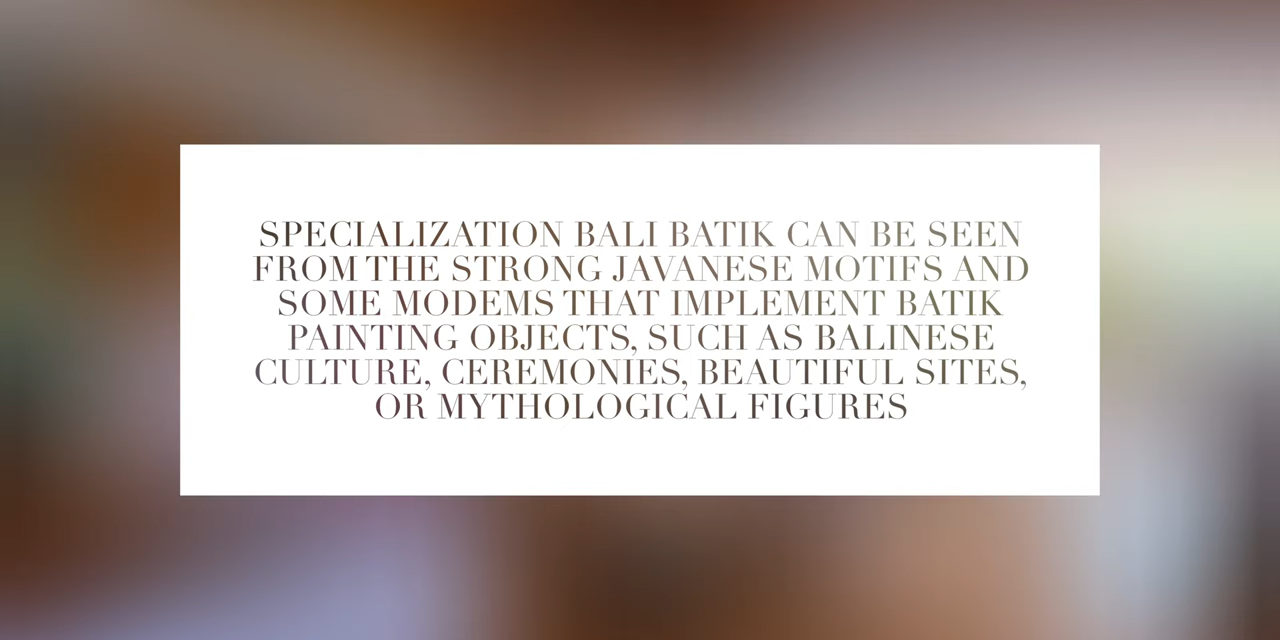 SPECIALIZATION BALI BATIK CAN BE SEEN
FROM THE STRONG JAVANESE MOTIFS AND
SOME MODEMS THAT IMPLEMENT BATIK
PAINTING OBJECTS, SUCH AS BALINESE
CULTURE, CEREMONIES, BEAUTIFUL SITES,
OR MYTHOLOGICAL FIGURES